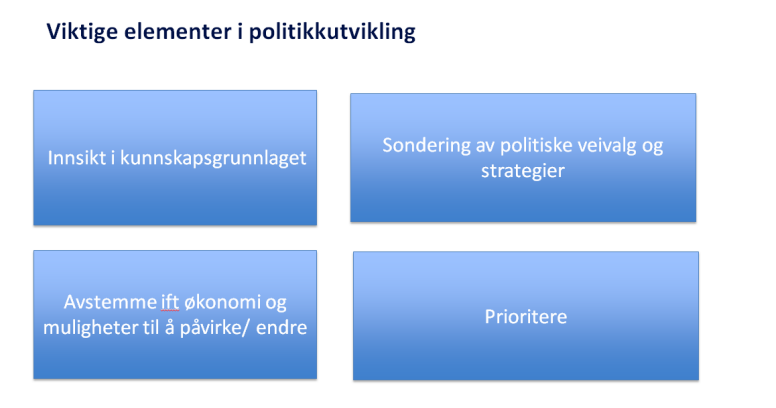 Viktige elementer i politikkutvikling
Innsikt i kunnskapsgrunnlaget
Sondering av politiske veivalg og
strategier
Avstemme ift økonomi og
muligheter til å påvirke/ endre
Prioritere